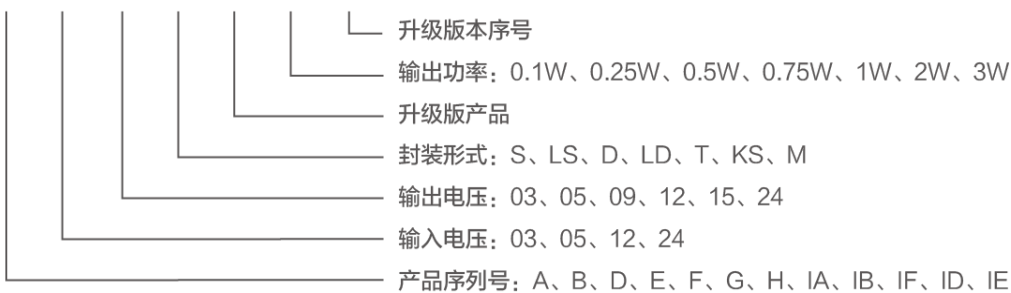 升级版本序号
输出功率：0.1W、0.25W、0.5W、0.75W、1W、2W、3W
升级版产品
封装形式：S、LS、D、LD、T、KS、M
输出电压：03、05、09、12、15、24
输入电压：03、05、12、24
产品序列号：A、B、D、E、F、G、H、IA、IB、IF、ID、IE